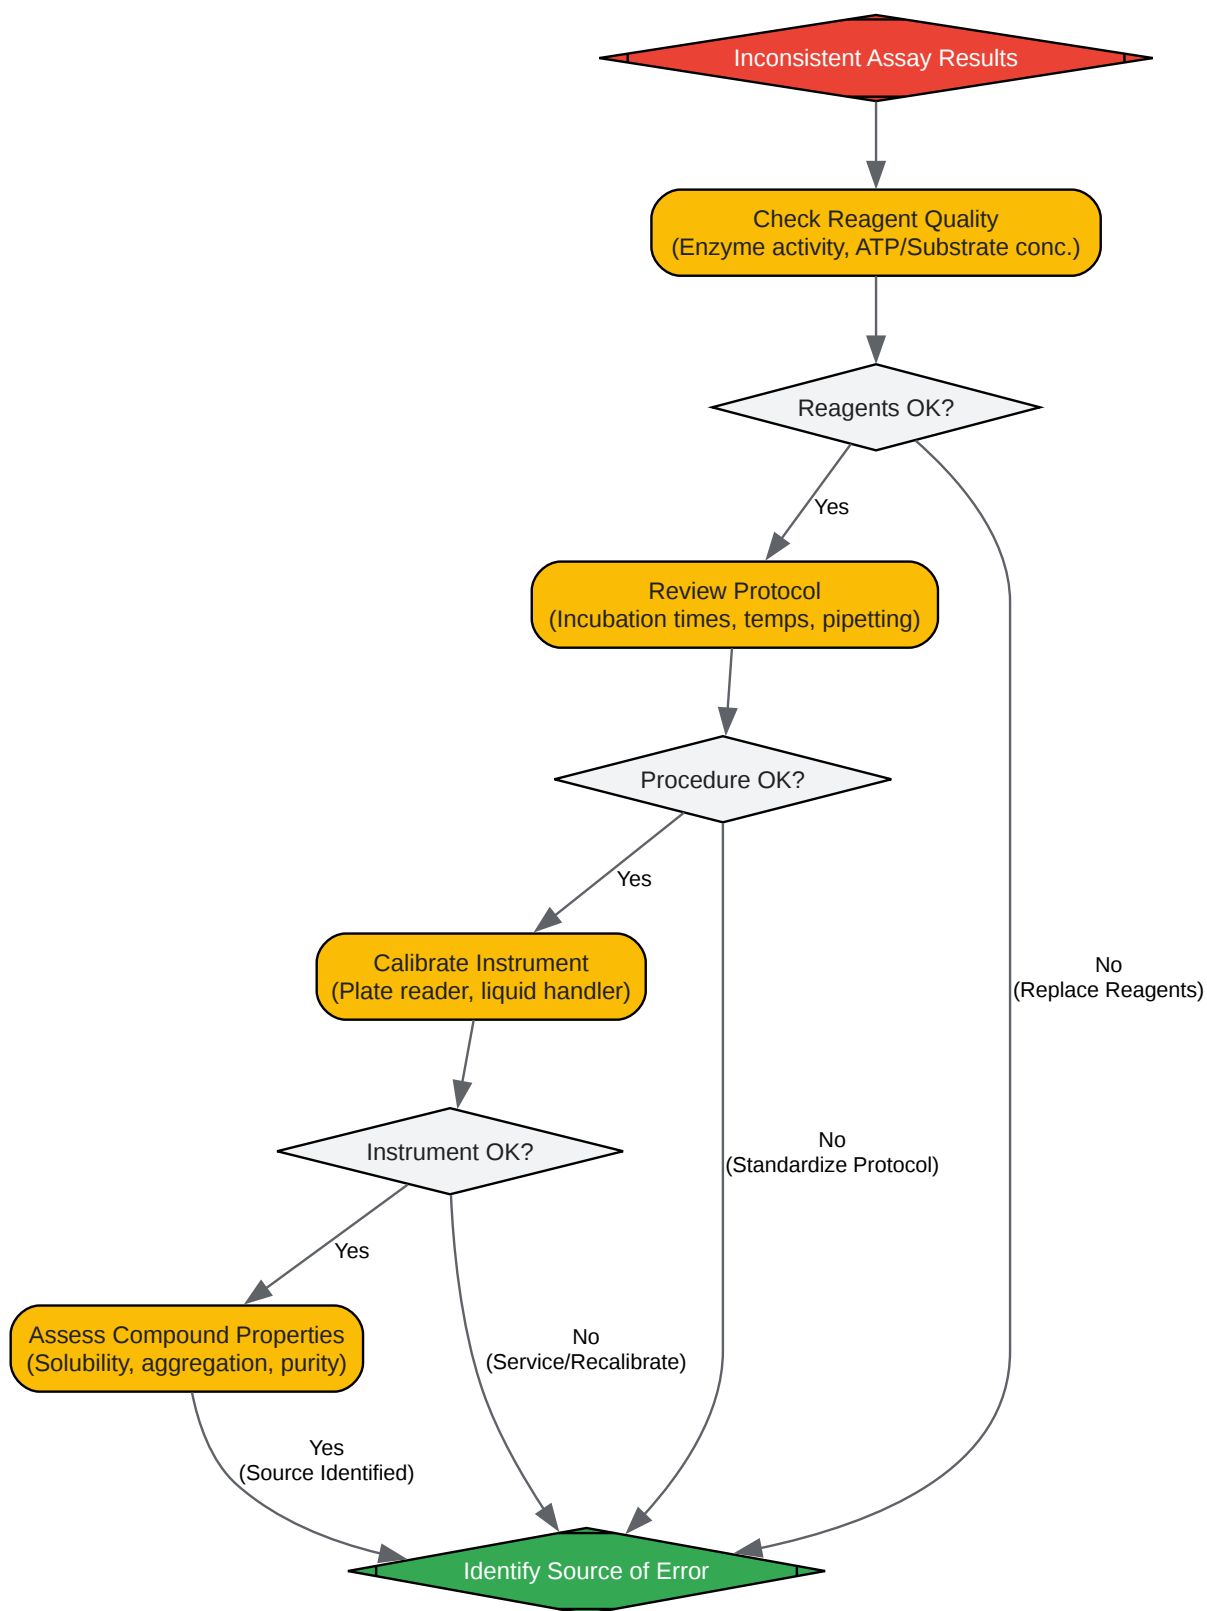 Inconsistent Assay Results
Check Reagent Quality
(Enzyme activity, ATP/Substrate conc.)
Reagents OK?
Yes
Review Protocol
(Incubation times, temps, pipetting)
Procedure OK?
Yes
Calibrate Instrument
(Plate reader, liquid handler)
No
(Replace Reagents)
Instrument OK?
No
(Standardize Protocol)
Yes
Assess Compound Properties
(Solubility, aggregation, purity)
No
(Service/Recalibrate)
Yes
(Source Identified)
Identify Source of Error